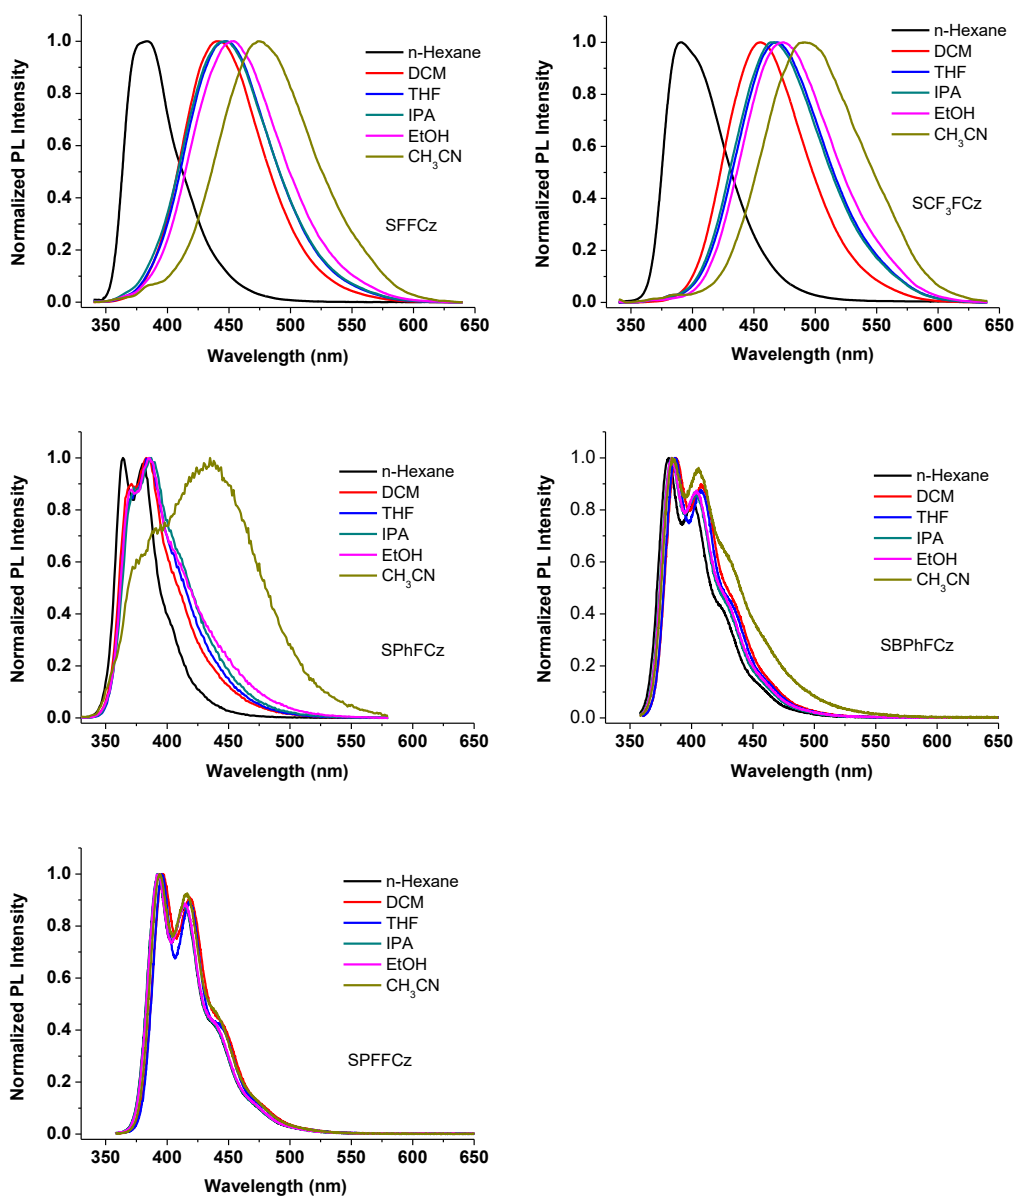 Normalized PL Intensity
1.0
0.8
0.6
0.4
0.2
0.0
n-Hexane
DCM
THF
IPA
EtOH
CH₃CN
SFFCz
350 400 450 500 550 600 650
Wavelength (nm)
Normalized PL Intensity
1.0
0.8
0.6
0.4
0.2
0.0
n-Hexane
DCM
THF
IPA
EtOH
CH₃CN
SCF₃FCz
350 400 450 500 550 600 650
Wavelength (nm)
Normalized PL Intensity
1.0
0.8
0.6
0.4
0.2
0.0
n-Hexane
DCM
THF
IPA
EtOH
CH₃CN
SPhFCz
350 400 450 500 550 600 650
Wavelength (nm)
Normalized PL Intensity
1.0
0.8
0.6
0.4
0.2
0.0
n-Hexane
DCM
THF
IPA
EtOH
CH₃CN
SBPhFCz
350 400 450 500 550 600 650
Wavelength (nm)
Normalized PL Intensity
1.0
0.8
0.6
0.4
0.2
0.0
n-Hexane
DCM
THF
IPA
EtOH
CH₃CN
SPFFCz
350 400 450 500 550 600 650
Wavelength (nm)